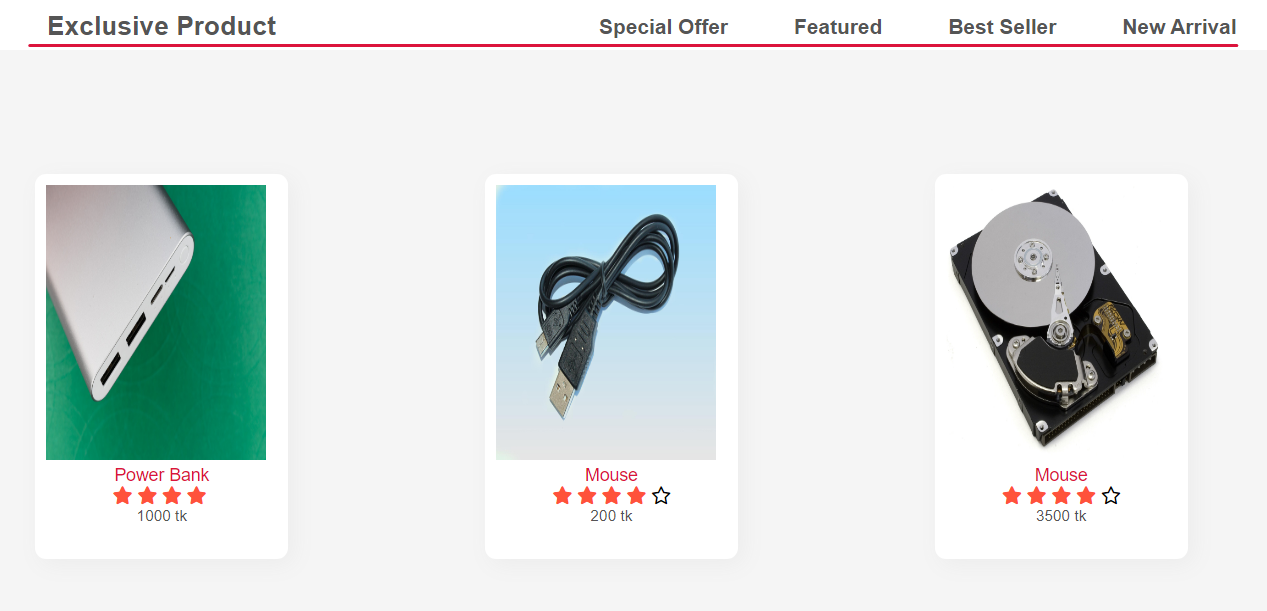 Exclusive Product
Special Offer
Featured
Best Seller
New Arrival
Power Bank
1000 tk
Mouse
200 tk
Mouse
3500 tk